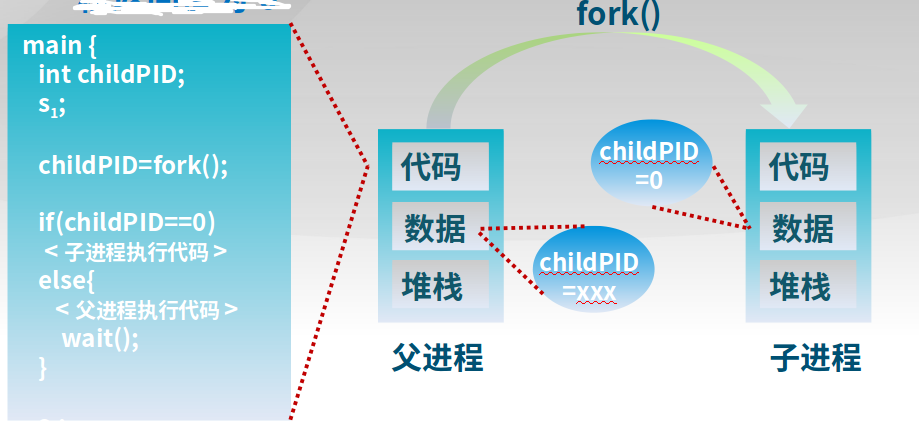 fork()
main {
int childPID;
s1;
childPID=fork();
if(childPID==0)
< 子进程执行代码 >
else{
< 父进程执行代码 >
wait();
}
代码
数据
堆栈
父进程
childPID
=xxx
childPID
=0
代码
数据
堆栈
子进程